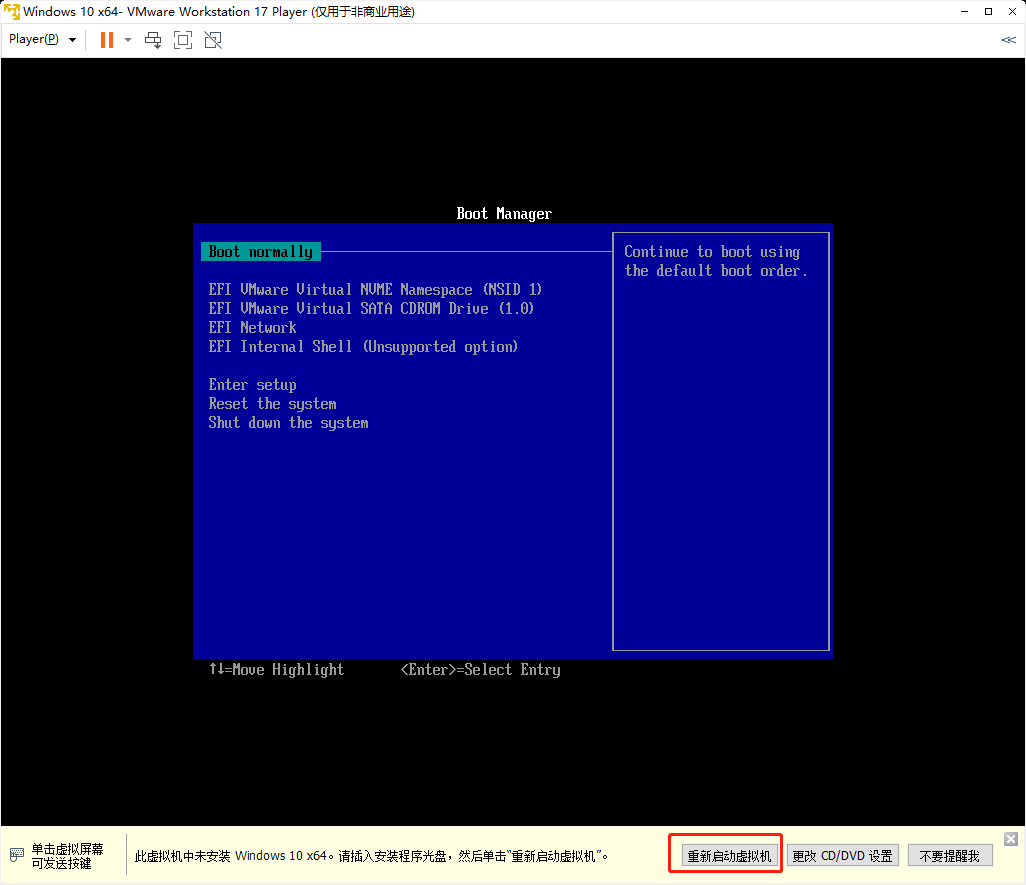 Windows 10 x64- VMware Workstation 17 Player (仅用于非商业用途)
Player(P)
Boot Manager
Boot normally
EFI VMware Virtual NVME Namespace (NSID 1)
EFI VMware Virtual SATA CDROM Drive (1.0)
EFI Network
EFI Internal Shell (Unsupported option)
Enter setup
Reset the system
Shut down the system
Continue to boot using
the default boot order.
↑↓=Move Highlight <Enter>=Select Entry
单击虚拟屏幕
可发送按键
此虚拟机中未安装 Windows 10 x64。请插入安装程序光盘，然后单击“重新启动虚拟机”。
重新启动虚拟机 更改 CD/DVD 设置 不要提醒我